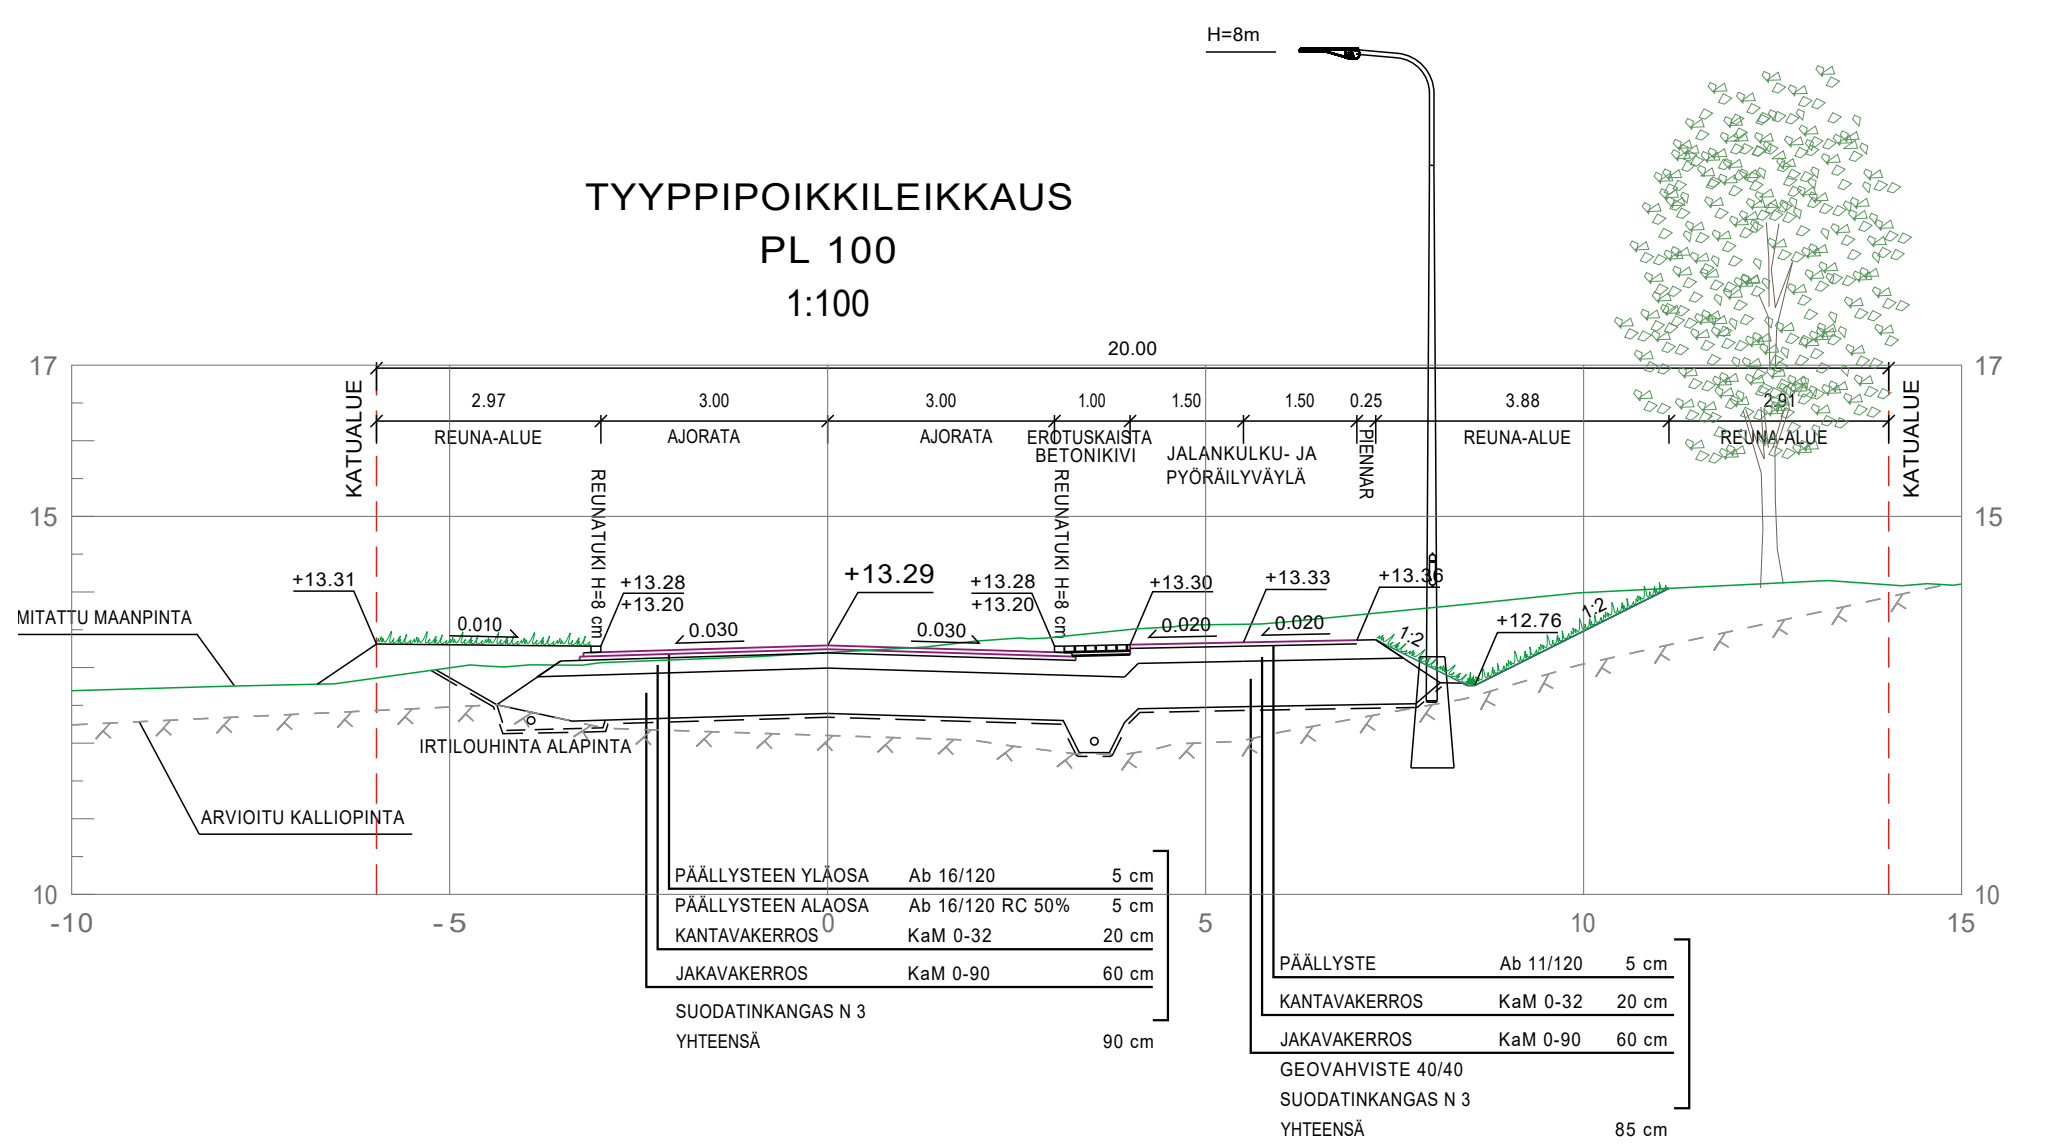 H=8m
TYYPPIPOIKKILEIKKAUS
PL 100
1:100
20.00
17
17
KATUALUE
2.97
3.00
3.00
1.00
1.50
1.50
0.25
3.88
2.91
KATUALUE
REUNA-ALUE
AJORATA
AJORATA
EROTUSKAISTA
BETONIKIVI
JALANKULKU- JA
PYÖRÄILYVÄYLÄ
PIENNAR
REUNA-ALUE
REUNA-ALUE
REUNATUKI H=8 cm
REUNATUKI H=8 cm
15
15
+13.31
+13.28
+13.20
+13.29
+13.28
+13.20
+13.30
+13.33
+13.36
+12.76
MITATTU MAANPINTA
0.010
0.030
0.030
0.020
0.020
1:2
1:2
IRTILOUHINTA ALAPINTA
ARVIOITU KALLIOPINTA
10
10
-10
-5
0
5
10
15
PÄÄLLYSTEEN YLÄOSA Ab 16/120 5 cm
PÄÄLLYSTEEN ALAOSA Ab 16/120 RC 50% 5 cm
KANTAVAKERROS KaM 0-32 20 cm
JAKAVAKERROS KaM 0-90 60 cm
SUODATINKANGAS N 3
YHTEENSÄ 90 cm
PÄÄLLYSTE Ab 11/120 5 cm
KANTAVAKERROS KaM 0-32 20 cm
JAKAVAKERROS KaM 0-90 60 cm
GEOVAHVISTE 40/40
SUODATINKANGAS N 3
YHTEENSÄ 85 cm